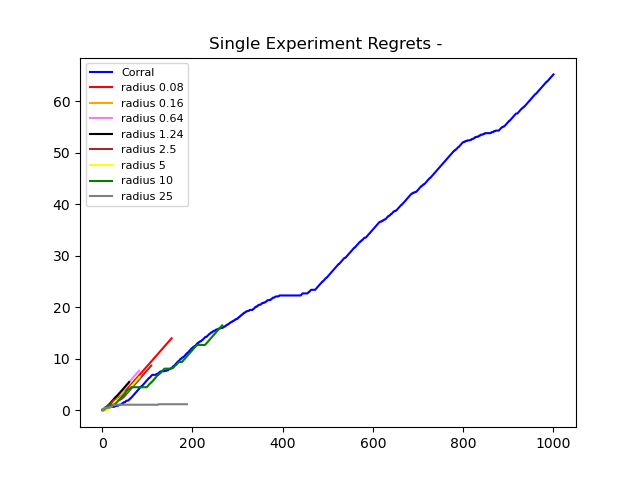 Single Experiment Regrets -
Corral
radius 0.08
radius 0.16
radius 0.64
radius 1.24
radius 2.5
radius 5
radius 10
radius 25
60
50
40
30
20
10
0
0 200 400 600 800 1000